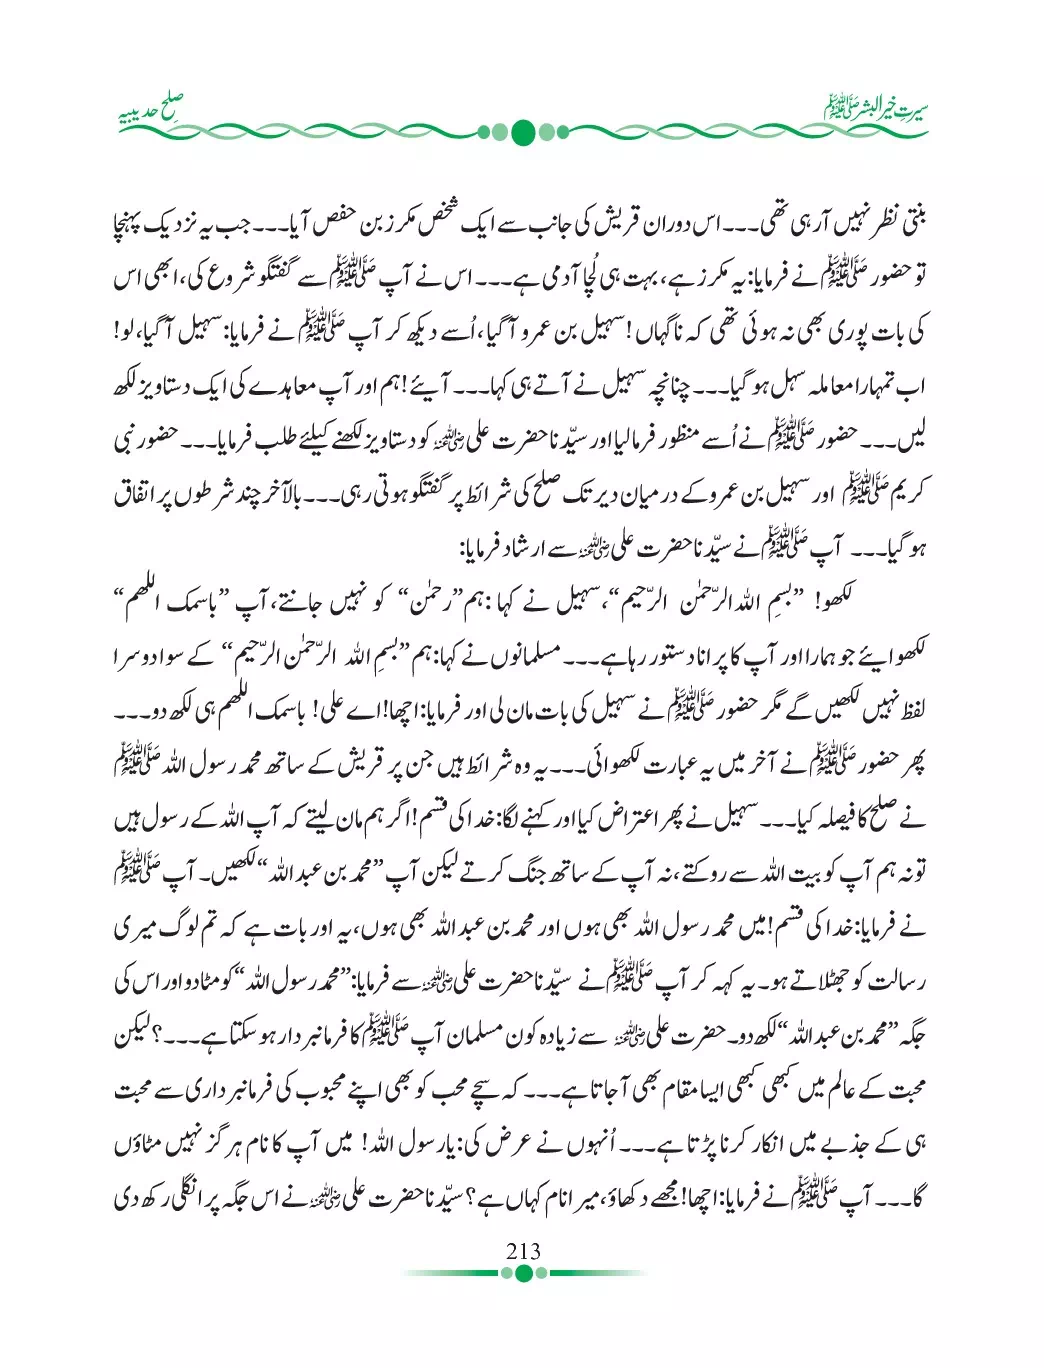 سیرتِ خیر البشر ﷺ
صلح حدیبیہ
بنتی نظر نہیں آرہی تھی۔۔۔اس دوران قریش کی جانب سے ایک شخص مکرز بن حفص آیا۔۔۔جب یہ نزدیک پہنچا
تو حضور ﷺ نے فرمایا: یہ مکرز ہے، بہت ہی لُچا آدمی ہے۔۔۔ اس نے آپ ﷺ سے گفتگو شروع کی، ابھی اس
کی بات پوری بھی نہ ہوئی تھی کہ ناگہاں! سہیل بن عمرو آگیا، اُسے دیکھ کر آپ ﷺ نے فرمایا: سہیل آگیا، لو!
اب تمہارا معاملہ سہل ہو گیا۔۔۔ چنانچہ سہیل نے آتے ہی کہا۔۔۔ آیئے! ہم اور آپ معاہدے کی ایک دستاویز لکھ
لیں۔۔۔ حضور ﷺ نے اُسے منظور فرما لیا اور سیّدنا حضرت علی ؓ کو دستاویز لکھنے کیلئے طلب فرمایا۔۔۔ حضور نبی
کریم ﷺ اور سہیل بن عمرو کے درمیان دیر تک صلح کی شرائط پر گفتگو ہوتی رہی۔۔۔ بالآخر چند شرطوں پر اتفاق
ہو گیا۔۔۔ آپ ﷺ نے سیّدنا حضرت علی ؓ سے ارشاد فرمایا:
لکھو! ”بسمِ اللہ الرّحمٰن الرّحیم“، سہیل نے کہا: ہم ”رحمٰن“ کو نہیں جانتے، آپ ”باسمک اللھم“
لکھوایئے جو ہمارا اور آپ کا پرانا دستور رہا ہے۔۔۔ مسلمانوں نے کہا: ہم ”بسمِ اللہ الرّحمٰن الرّحیم“ کے سوا دوسرا
لفظ نہیں لکھیں گے مگر حضور ﷺ نے سہیل کی بات مان لی اور فرمایا: اچھا! اے علی! باسمک اللھم ہی لکھ دو۔۔۔
پھر حضور ﷺ نے آخر میں یہ عبارت لکھوائی۔۔۔ یہ وہ شرائط ہیں جن پر قریش کے ساتھ محمد رسول اللہ ﷺ
نے صلح کا فیصلہ کیا۔۔۔ سہیل نے پھر اعتراض کیا اور کہنے لگا: خدا کی قسم! اگر ہم مان لیتے کہ آپ اللہ کے رسول ہیں
تو نہ ہم آپ کو بیت اللہ سے روکتے، نہ آپ کے ساتھ جنگ کرتے لیکن آپ ”محمد بن عبد اللہ“ لکھیں۔ آپ ﷺ
نے فرمایا: خدا کی قسم! میں محمد رسول اللہ بھی ہوں اور محمد بن عبد اللہ بھی ہوں، یہ اور بات ہے کہ تم لوگ میری
رسالت کو جھٹلاتے ہو۔ یہ کہہ کر آپ ﷺ نے سیّدنا حضرت علی ؓ سے فرمایا: ”محمد رسول اللہ“ کو مٹا دو اور اس کی
جگہ ”محمد بن عبد اللہ“ لکھ دو۔ حضرت علی ؓ سے زیادہ کون مسلمان آپ ﷺ کا فرمانبردار ہو سکتا ہے۔۔۔؟ لیکن
محبت کے عالم میں کبھی کبھی ایسا مقام بھی آجاتا ہے۔۔۔ کہ سچے محب کو بھی اپنے محبوب کی فرمانبرداری سے محبت
ہی کے جذبے میں انکار کرنا پڑتا ہے۔۔۔ اُنہوں نے عرض کی: یا رسول اللہ! میں آپ کا نام ہر گز نہیں مٹاؤں
گا۔۔۔ آپ ﷺ نے فرمایا: اچھا! مجھے دکھاؤ، میرا نام کہاں ہے؟ سیّدنا حضرت علی ؓ نے اس جگہ پر انگلی رکھ دی
213